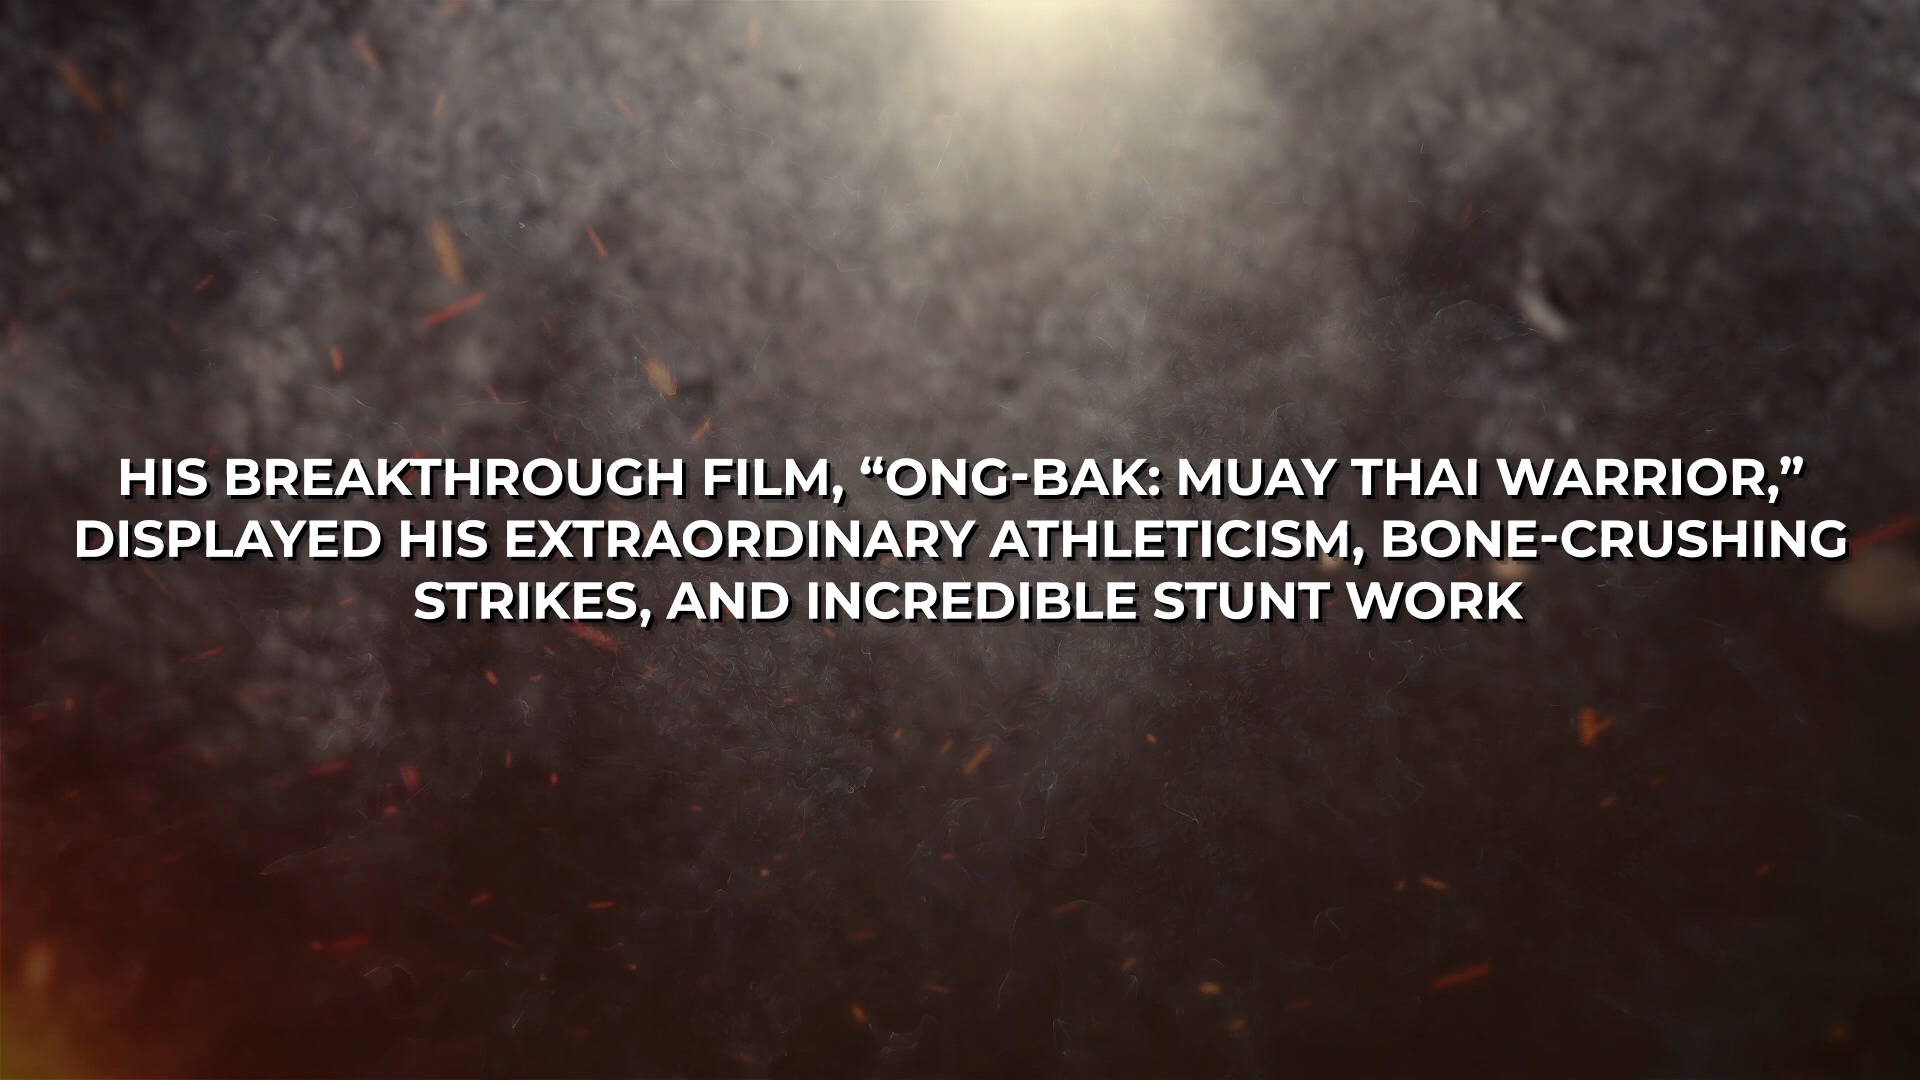 HIS BREAKTHROUGH FILM, “ONG-BAK: MUAY THAI WARRIOR,”
DISPLAYED HIS EXTRAORDINARY ATHLETICISM, BONE-CRUSHING
STRIKES, AND INCREDIBLE STUNT WORK